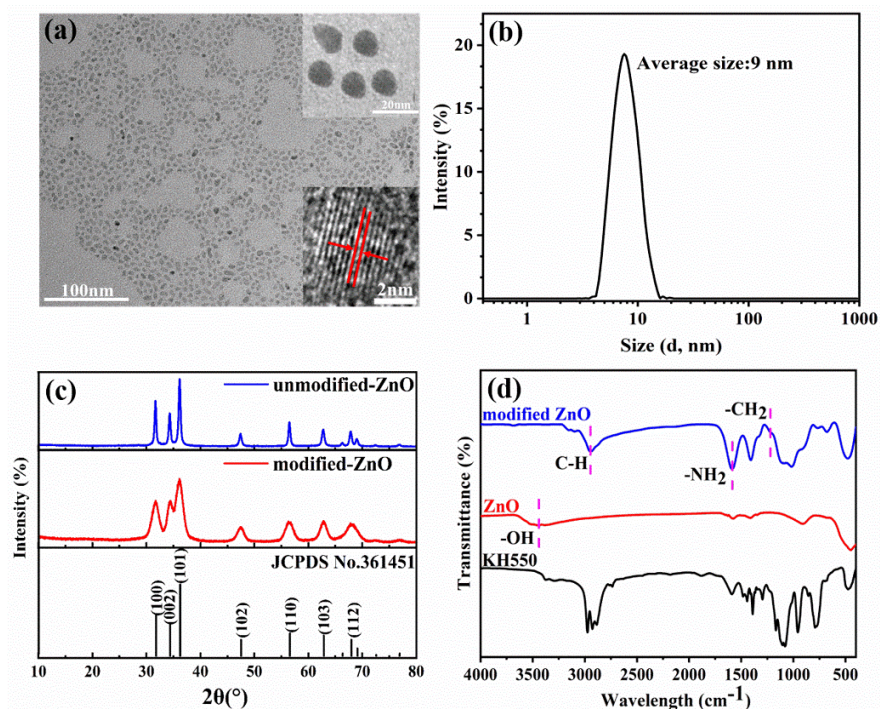 (a)
20nm
100nm
2nm
(b)
Average size:9 nm
Intensity (%)
20
15
10
5
0
1
10
100
1000
Size (d, nm)
(c)
unmodified-ZnO
modified-ZnO
Intensity (%)
JCPDS No.361451
(100)
(002)
(101)
(102)
(110)
(103)
(112)
10
20
30
40
50
60
70
80
2θ(°)
(d)
modified ZnO
-CH2
C-H
-NH2
ZnO
-OH
KH550
Transmittance (%)
4000
3500
3000
2500
2000
1500
1000
500
Wavelength (cm-1)